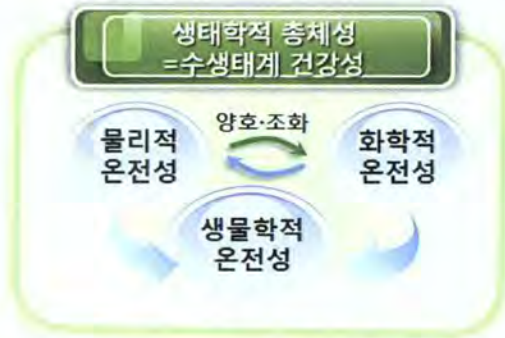 생태학적 총체성
=수생태계 건강성
양호·조화
물리적
온전성
화학적
온전성
생물학적
온전성